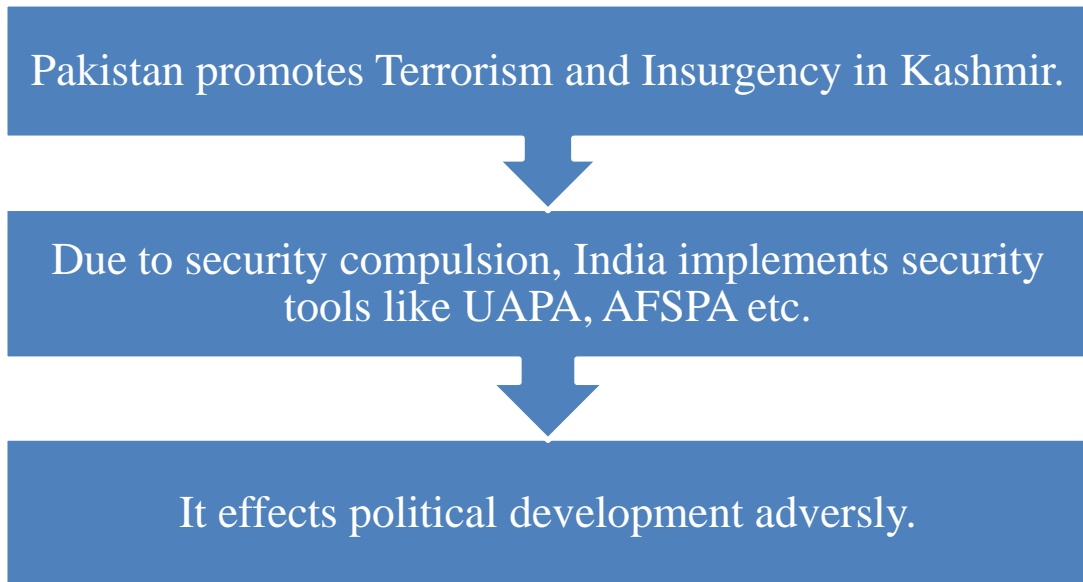 Pakistan promotes Terrorism and Insurgency in Kashmir.
Due to security compulsion, India implements security
tools like UAPA, AFSPA etc.
It effects political development adversly.